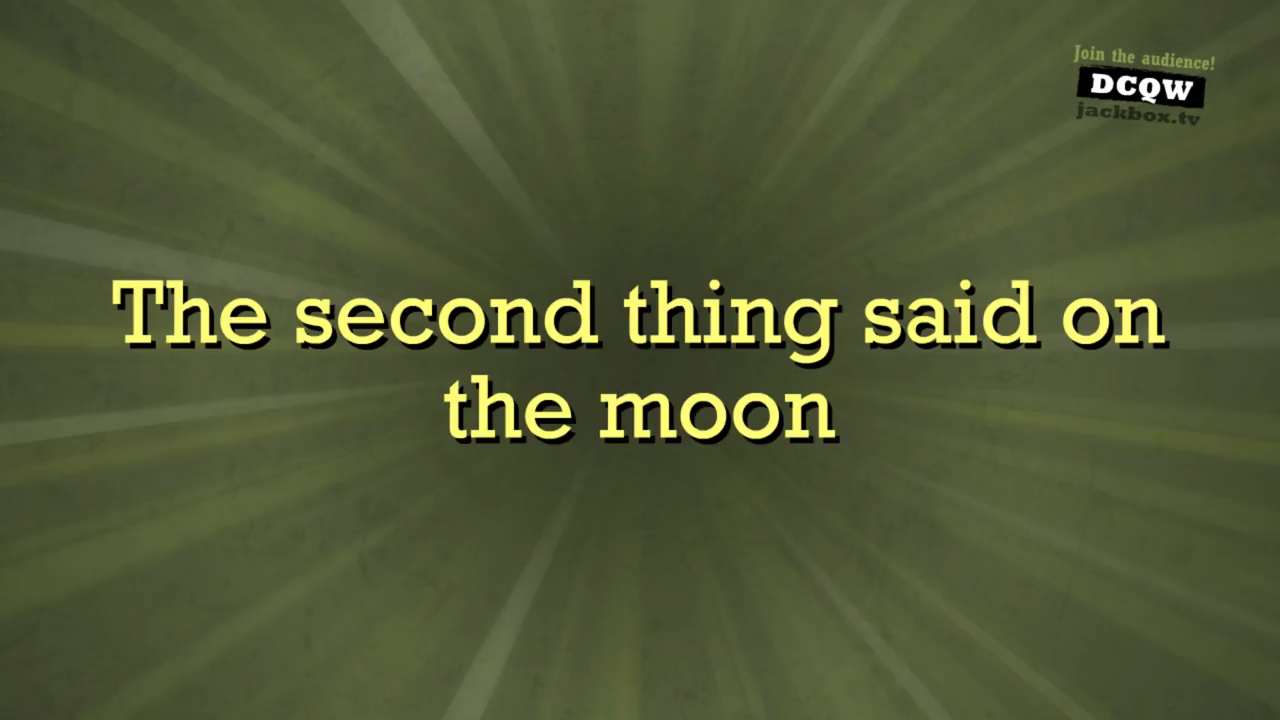 Join the audience!
DCQW
jackbox.tv
The second thing said on
the moon